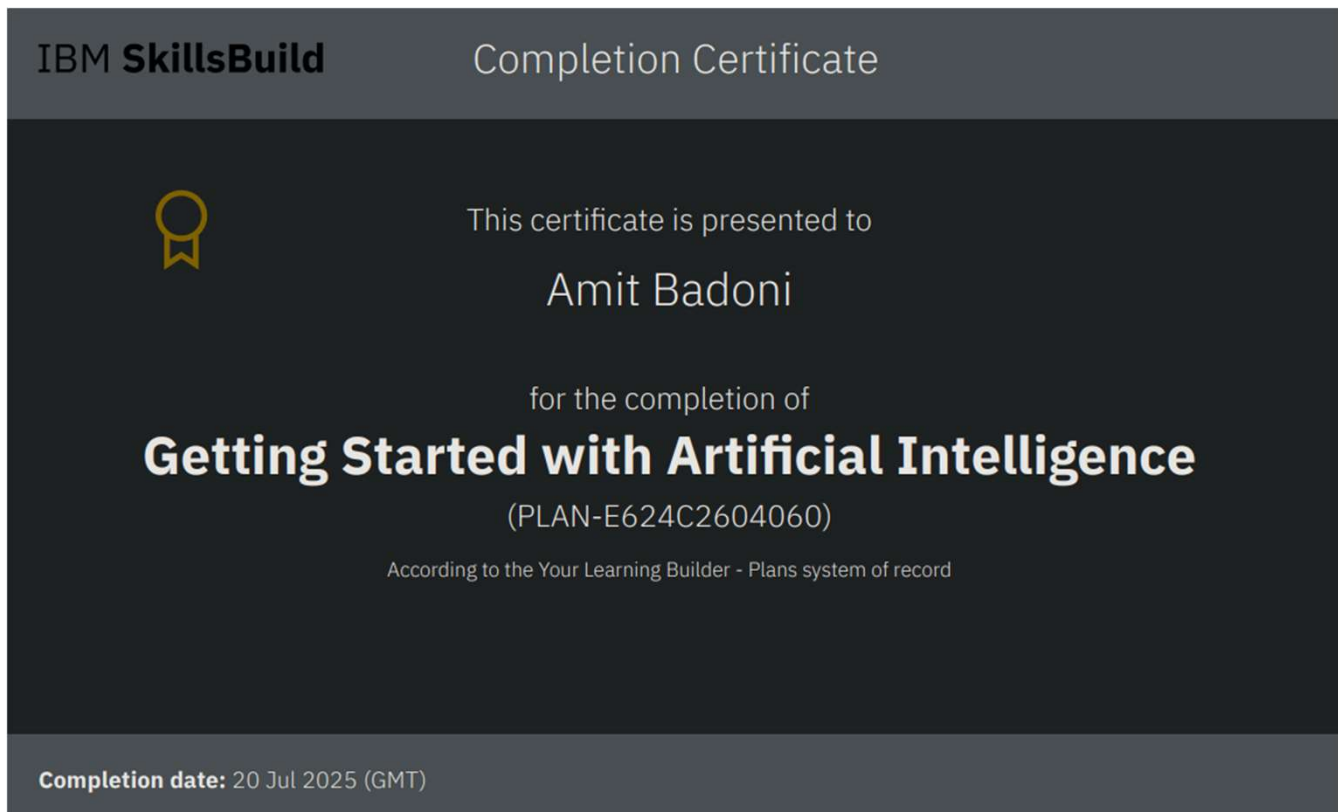 IBM SkillsBuild
Completion Certificate
This certificate is presented to
Amit Badoni
for the completion of
Getting Started with Artificial Intelligence
(PLAN-E624C2604060)
According to the Your Learning Builder - Plans system of record
Completion date: 20 Jul 2025 (GMT)